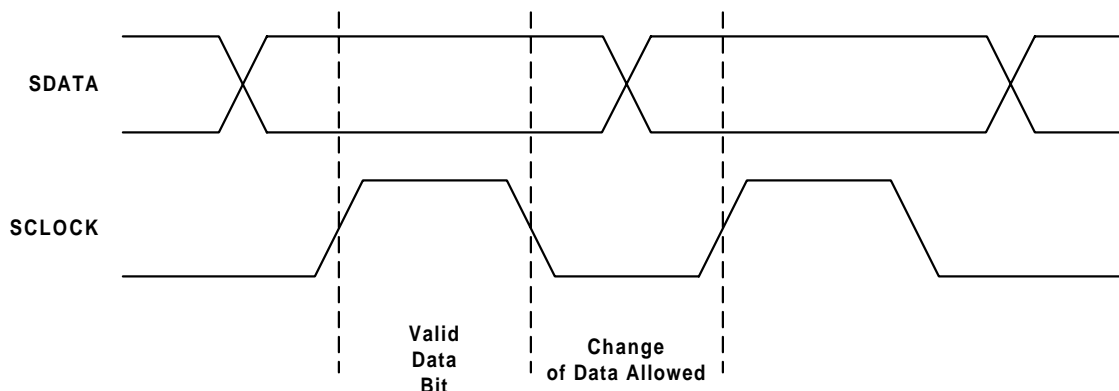 SDATA
SCLOCK
Valid
Data
Bit
Change
of Data Allowed